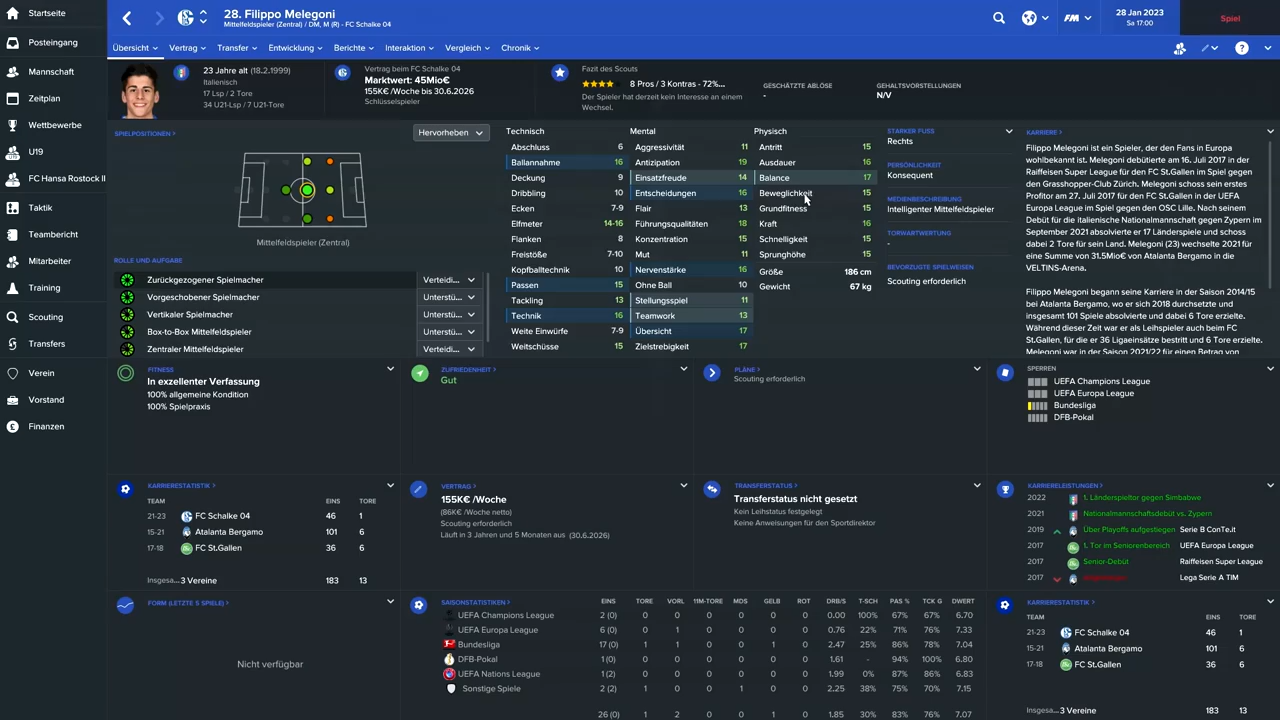 Startseite
Posteingang
Mannschaft
Zeitplan
Wettbewerbe
U19
FC Hansa Rostock II
Taktik
Teambericht
Mitarbeiter
Training
Scouting
Transfers
Verein
Vorstand
Finanzen
28. Filippo Melegoni
Mittelfeldspieler (Zentral) / DM, M (R) - FC Schalke 04
FM
28 Jan 2023
Sa 17:00
Spiel
Übersicht
Vertrag
Transfer
Entwicklung
Berichte
Interaktion
Vergleich
Chronik
23 Jahre alt (18.2.1999)
Italienisch
17 Lsp / 2 Tore
34 U21-Lsp / 7 U21-Tore
Vertrag beim FC Schalke 04
Marktwert: 45Mio€
155K€ /Woche bis 30.6.2026
Schlüsselspieler
Fazit des Scouts
8 Pros / 3 Kontras - 72%...
Der Spieler hat derzeit kein Interesse an einem
Wechsel.
GESCHÄTZTE ABLÖSE
-
GEHALTSVORSTELLUNGEN
N/V
SPIELPOSITIONEN >
Hervorheben
Mittelfeldspieler (Zentral)
ROLLE UND AUFGABE
Zurückgezogener Spielmacher Verteidi...
Vorgeschobener Spielmacher Unterstü...
Vertikaler Spielmacher Unterstü...
Box-to-Box Mittelfeldspieler Unterstü...
Zentraler Mittelfeldspieler Verteidi...
Technisch
Abschluss 6
Ballannahme 16
Deckung 9
Dribbling 10
Ecken 7-9
Elfmeter 14-16
Flanken 8
Freistöße 7-10
Kopfballtechnik 10
Passen 15
Tackling 13
Technik 16
Weite Einwürfe 7-9
Weitschüsse 15
Mental
Aggressivität 11
Antizipation 19
Einsatzfreude 14
Entscheidungen 16
Flair 13
Führungsqualitäten 18
Konzentration 15
Mut 11
Nervenstärke 16
Ohne Ball 10
Stellungsspiel 11
Teamwork 13
Übersicht 17
Zielstrebigkeit 17
Physisch
Antritt 15
Ausdauer 16
Balance 17
Beweglichkeit 15
Grundfitness 15
Kraft 16
Schnelligkeit 15
Sprunghöhe 15
Größe 186 cm
Gewicht 67 kg
STARKER FUSS
Rechts
PERSÖNLICHKEIT
Konsequent
MEDIENBESCHREIBUNG
Intelligenter Mittelfeldspieler
TORWARTWERTUNG
-
BEVORZUGTE SPIELWEISEN
Scouting erforderlich
KARRIERE >
Filippo Melegoni ist ein Spieler, der den Fans in Europa
wohlbekannt ist. Melegoni debütierte am 16. Juli 2017 in der
Raiffeisen Super League für den FC St.Gallen im Spiel gegen
den Grasshopper-Club Zürich. Melegoni schoss sein erstes
Profitor am 27. Juli 2017 für den FC St.Gallen in der UEFA
Europa League im Spiel gegen den OSC Lille. Nach seinem
Debüt für die italienische Nationalmannschaft gegen Zypern im
September 2021 absolvierte er 17 Länderspiele und schoss
dabei 2 Tore für sein Land. Melegoni (23) wechselte 2021 für
eine Summe von 31.5Mio€ von Atalanta Bergamo in die
VELTINS-Arena.
Filippo Melegoni begann seine Karriere in der Saison 2014/15
bei Atalanta Bergamo, wo er sich 2018 durchsetzte und
insgesamt 101 Spiele absolvierte und dabei 6 Tore erzielte.
Während dieser Zeit war er als Leihspieler auch beim FC
St.Gallen, für die er 36 Ligaeinsätze bestritt und 6 Tore erzielte.
Melegoni war in der Saison 2021/22 für einen Betrag von
FITNESS
In exzellenter Verfassung
100% allgemeine Kondition
100% Spielpraxis
ZUFRIEDENHEIT >
Gut
PLÄNE >
Scouting erforderlich
SPERREN
UEFA Champions League
UEFA Europa League
Bundesliga
DFB-Pokal
KARRIERESTATISTIK >
TEAM EINS TORE
21-23 FC Schalke 04 46 1
15-21 Atalanta Bergamo 101 6
17-18 FC St.Gallen 36 6
Insgesa... 3 Vereine 183 13
VERTRAG >
155K€ /Woche
(86K€ /Woche netto)
Scouting erforderlich
Läuft in 3 Jahren und 5 Monaten aus (30.6.2026)
TRANSFERSTATUS >
Transferstatus nicht gesetzt
Kein Leihstatus festgelegt
Keine Anweisungen für den Sportdirektor
KARRIERELEISTUNGEN >
2022 1. Länderspieltor gegen Simbabwe
2021 Nationalmannschaftsdebüt vs. Zypern
2019 Über Playoffs aufgestiegen Serie B ConTe.it
2017 1. Tor im Seniorenbereich UEFA Europa League
2017 Senior-Debüt Raiffeisen Super League
2017 Lega Serie A TIM
FORM (LETZTE 5 SPIELE) >
Nicht verfügbar
SAISONSTATISTIKEN >
EINS TORE VORL 11M-TORE MDS GELB ROT DRB/S T-SCH PAS % TCK G DWERT
UEFA Champions League 2 (0) 0 0 0 0 0 0 0.00 100% 67% 67% 6.70
UEFA Europa League 6 (0) 0 1 0 0 0 0 0.76 22% 71% 76% 7.33
Bundesliga 17 (0) 1 1 0 0 1 0 2.47 25% 86% 78% 7.04
DFB-Pokal 1 (0) 0 0 0 0 0 0 1.61 - 94% 100% 6.80
UEFA Nations League 1 (2) 0 0 0 0 0 0 1.99 0% 87% 86% 6.83
Sonstige Spiele 2 (2) 1 0 0 1 0 0 2.25 38% 75% 70% 7.15
26 (0) 1 2 0 0 1 0 1.85 30% 83% 76% 7.07
KARRIERESTATISTIK >
TEAM EINS TORE
21-23 FC Schalke 04 46 1
15-21 Atalanta Bergamo 101 6
17-18 FC St.Gallen 36 6
Insgesa... 3 Vereine 183 13